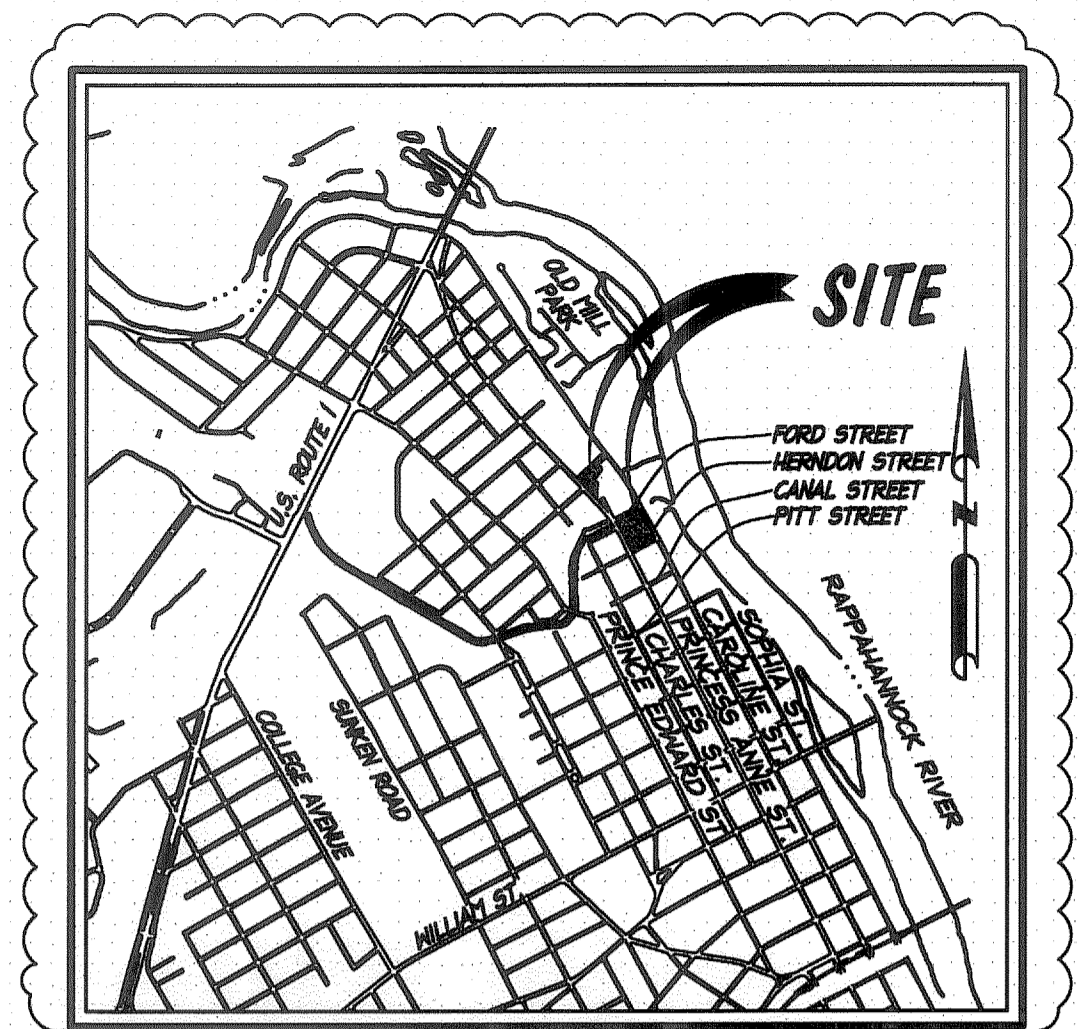 OLD MILL
PARK
SITE
FORD STREET
HERNDON STREET
CANAL STREET
PITT STREET
N
U.S. ROUTE 1
RAPPAHANNOCK RIVER
SOPHIA ST.
CAROLINE ST.
PRINCESS ANNE ST.
CHARLES ST.
PRINCE EDWARD ST
SUNKEN ROAD
COLLEGE AVENUE
WILLIAM ST.